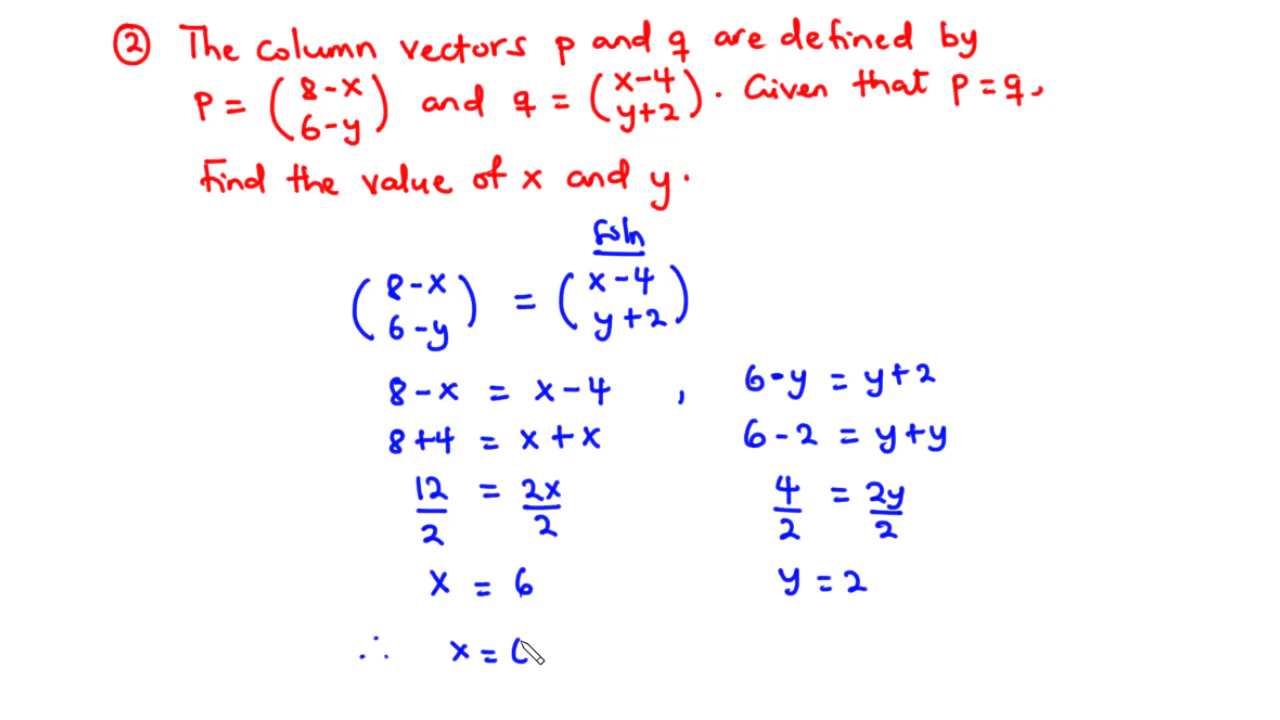 ② The column vectors p and q are defined by
P = (8-x / 6-y) and q = (x-4 / y+2). Given that p=q,
Find the value of x and y.
Soln
(8-x / 6-y) = (x-4 / y+2)
8-x = x-4 , 6-y = y+2
8+4 = x+x 6-2 = y+y
12/2 = 2x/2 4/2 = 2y/2
x = 6 y = 2
∴ x =